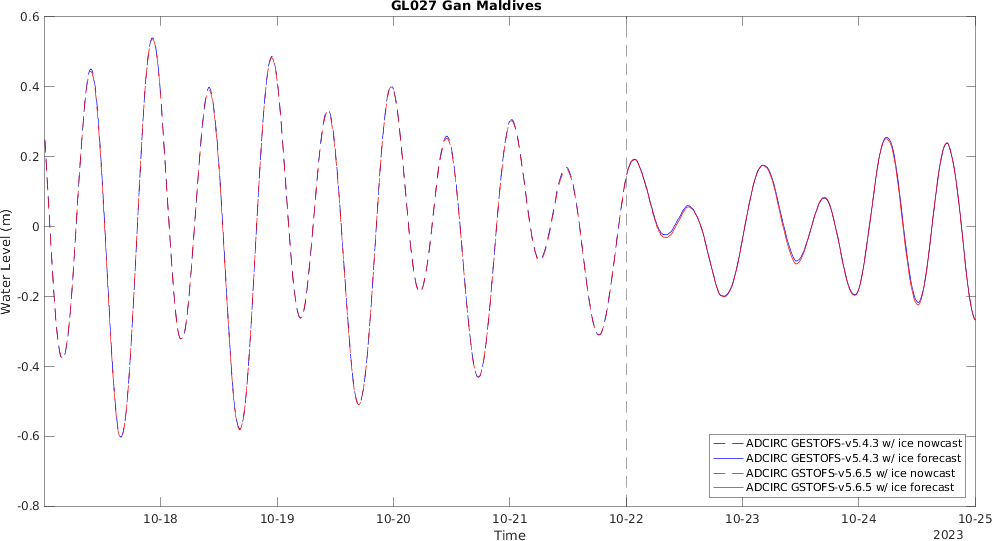 GL027 Gan Maldives
0.6
0.4
0.2
0
-0.2
-0.4
-0.6
-0.8
Water Level (m)
10-18 10-19 10-20 10-21 10-22 10-23 10-24 10-25
Time
2023
ADCIRC GESTOFS-v5.4.3 w/ ice nowcast
ADCIRC GESTOFS-v5.4.3 w/ ice forecast
ADCIRC GSTOFS-v5.6.5 w/ ice nowcast
ADCIRC GSTOFS-v5.6.5 w/ ice forecast